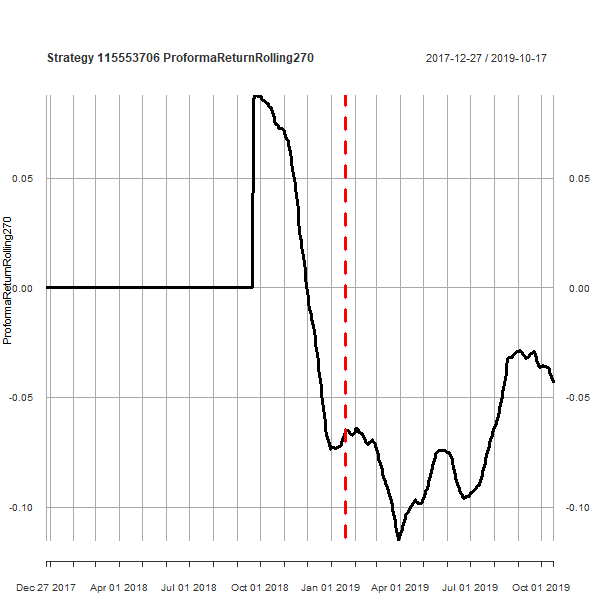 Strategy 115553706 ProformaReturnRolling270
2017-12-27 / 2019-10-17
0.05
0.05
0.00
0.00
-0.05
-0.05
-0.10
-0.10
ProformaReturnRolling270
Dec 27 2017
Apr 01 2018
Jul 01 2018
Oct 01 2018
Jan 01 2019
Apr 01 2019
Jul 01 2019
Oct 01 2019